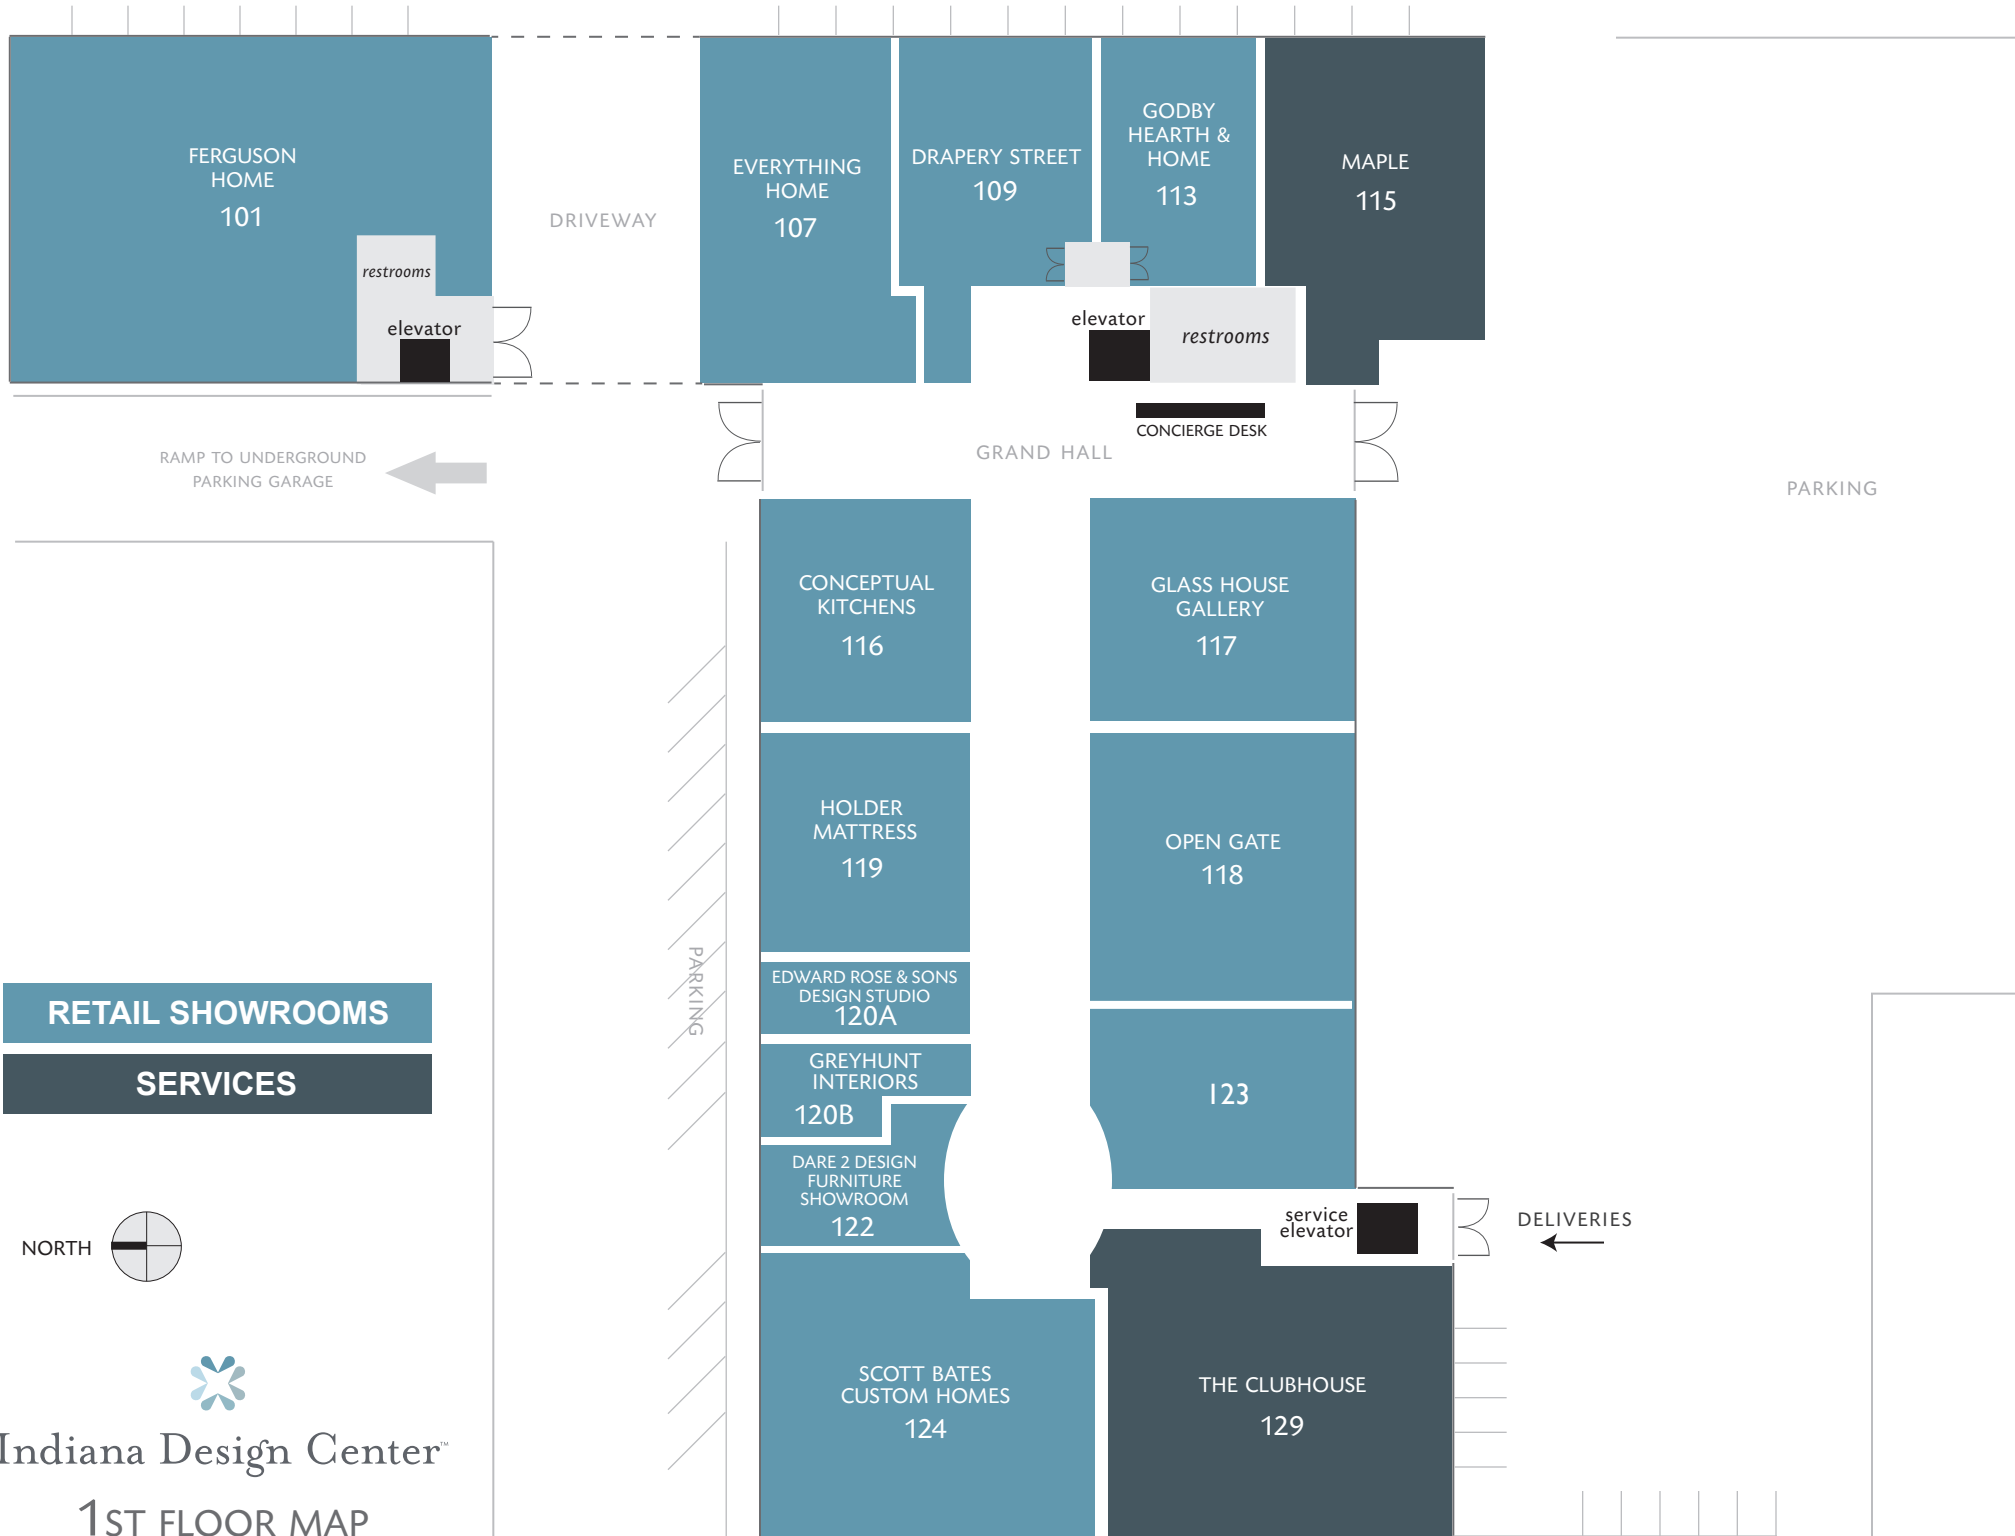 FERGUSON
HOME
101
restrooms
elevator
DRIVEWAY
EVERYTHING
HOME
107
DRAPERY STREET
109
GODBY
HEARTH &
HOME
113
MAPLE
115
elevator
restrooms
CONCIERGE DESK
GRAND HALL
RAMP TO UNDERGROUND
PARKING GARAGE
PARKING
CONCEPTUAL
KITCHENS
116
GLASS HOUSE
GALLERY
117
HOLDER
MATTRESS
119
OPEN GATE
118
PARKING
EDWARD ROSE & SONS
DESIGN STUDIO
120A
GREYHUNT
INTERIORS
120B
123
DARE 2 DESIGN
FURNITURE
SHOWROOM
122
service
elevator
DELIVERIES
SCOTT BATES
CUSTOM HOMES
124
THE CLUBHOUSE
129
RETAIL SHOWROOMS
SERVICES
NORTH
Indiana Design Center™
1ST FLOOR MAP